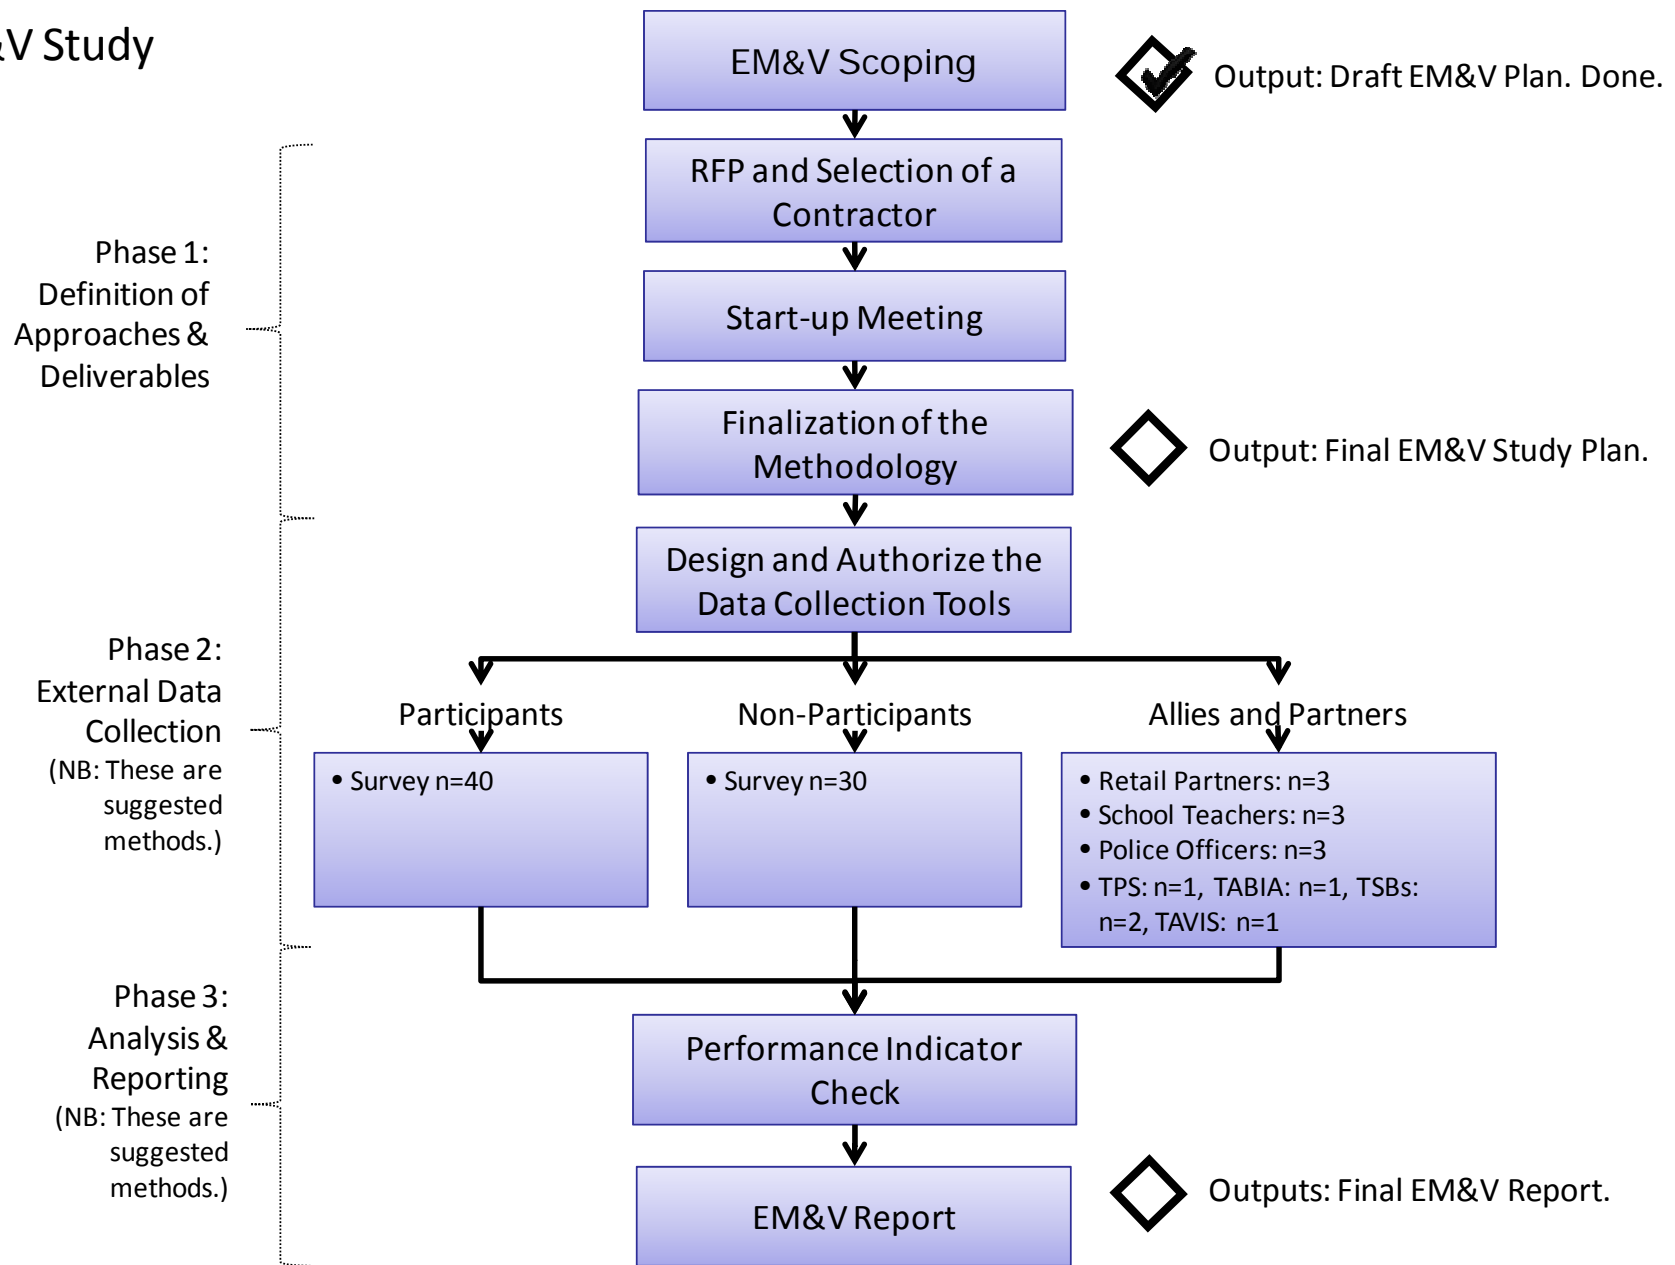 &V Study
EM&V Scoping
Output: Draft EM&V Plan. Done.
RFP and Selection of a
Contractor
Phase 1:
Definition of
Approaches &
Deliverables
Start-up Meeting
Finalization of the
Methodology
Output: Final EM&V Study Plan.
Design and Authorize the
Data Collection Tools
Phase 2:
External Data
Collection
(NB: These are
suggested
methods.)
Participants
Non-Participants
Allies and Partners
• Survey n=40
• Survey n=30
• Retail Partners: n=3
• School Teachers: n=3
• Police Officers: n=3
• TPS: n=1, TABIA: n=1, TSBs:
n=2, TAVIS: n=1
Phase 3:
Analysis &
Reporting
(NB: These are
suggested
methods.)
Performance Indicator
Check
EM&V Report
Outputs: Final EM&V Report.